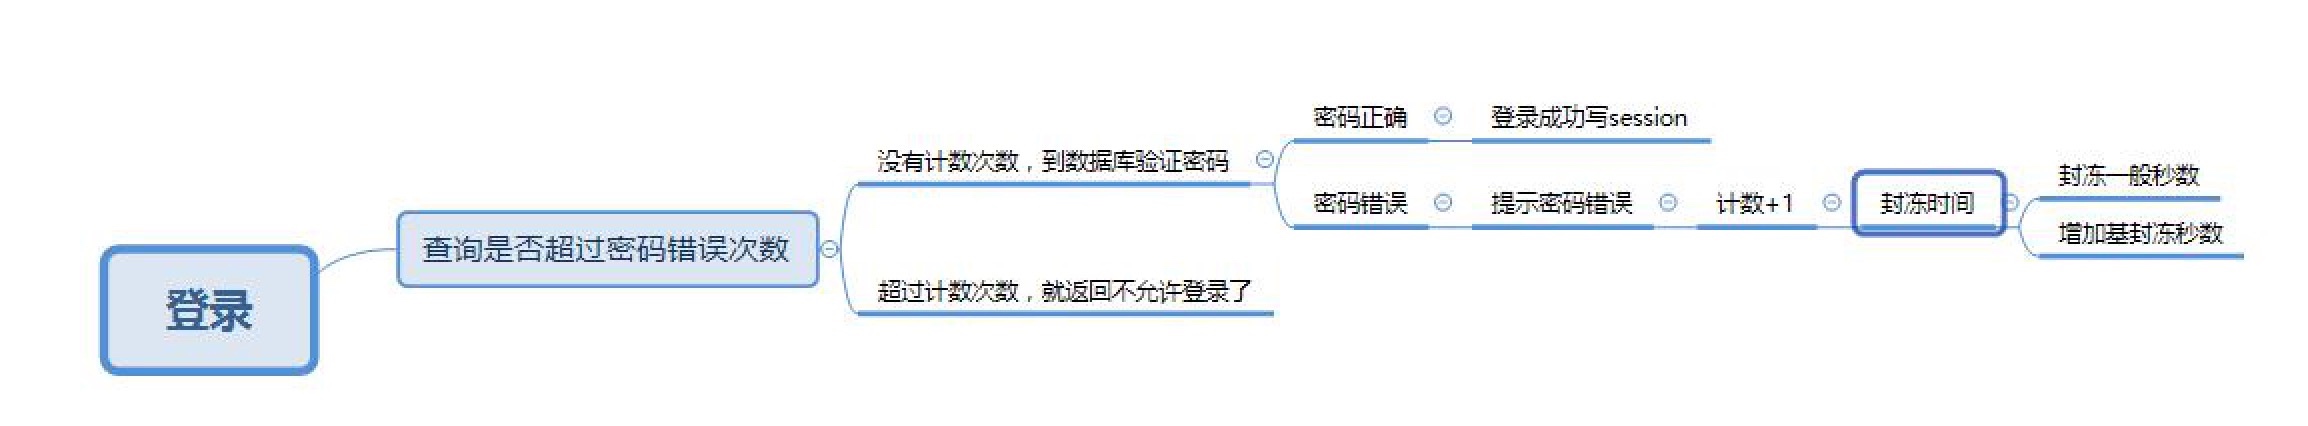 登录
查询是否超过密码错误次数
没有计数次数，到数据库验证密码
密码正确
登录成功写session
密码错误
提示密码错误
计数+1
封冻时间
封冻一般秒数
增加基封冻秒数
超过计数次数，就返回不允许登录了